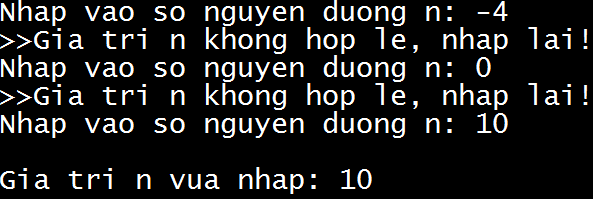 Nhap vao so nguyen duong n: -4
>>Gia tri n khong hop le, nhap lai!
Nhap vao so nguyen duong n: 0
>>Gia tri n khong hop le, nhap lai!
Nhap vao so nguyen duong n: 10
Gia tri n vua nhap: 10